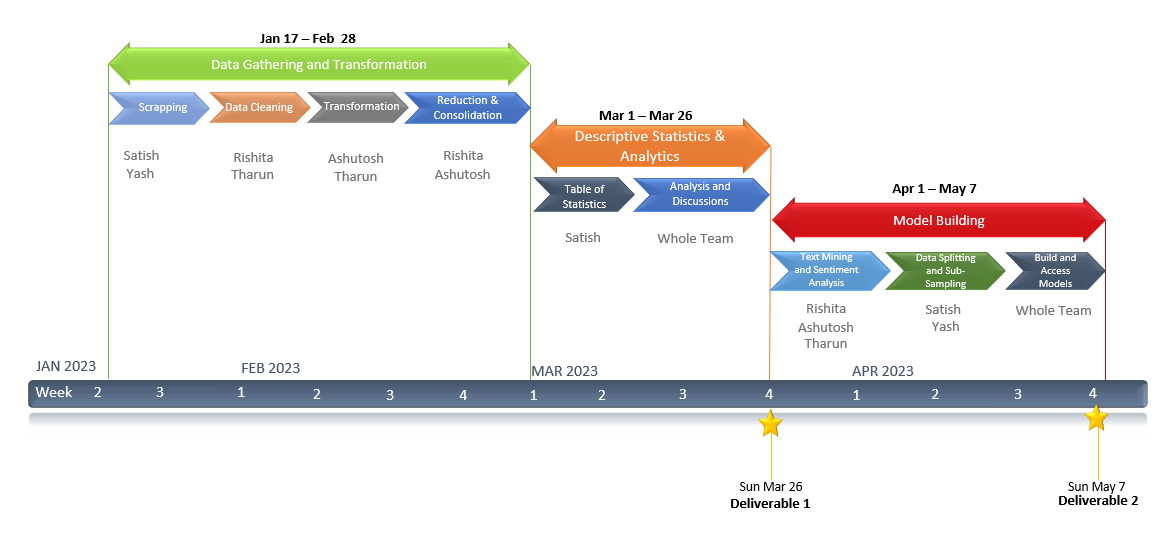 Jan 17 – Feb 28
Data Gathering and Transformation
Scrapping
Data Cleaning
Transformation
Reduction &
Consolidation
Satish
Yash
Rishita
Tharun
Ashutosh
Tharun
Rishita
Ashutosh
Mar 1 – Mar 26
Descriptive Statistics &
Analytics
Table of
Statistics
Analysis and
Discussions
Satish
Whole Team
Apr 1 – May 7
Model Building
Text Mining
and Sentiment
Analysis
Data Splitting
and Sub-
Sampling
Build and
Access
Models
Rishita
Ashutosh
Tharun
Satish
Yash
Whole Team
JAN 2023
FEB 2023
MAR 2023
APR 2023
Week 2 3 1 2 3 4 1 2 3 4 1 2 3 4
Sun Mar 26
Deliverable 1
Sun May 7
Deliverable 2